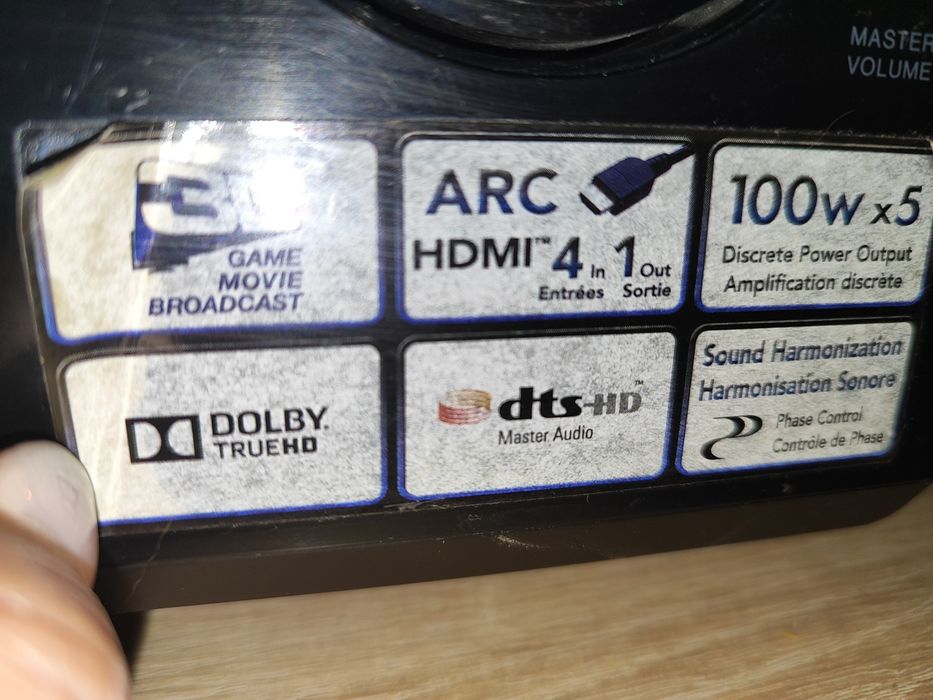 MASTER
VOLUME
3D
GAME
MOVIE
BROADCAST
ARC
HDMI™ 4 In 1 Out
Entrées Sortie
100W x5
Discrete Power Output
Amplification discrète
DOLBY®
TRUEHD
dts-HD™
Master Audio
Sound Harmonization
Harmonisation Sonore
Phase Control
Contrôle de Phase